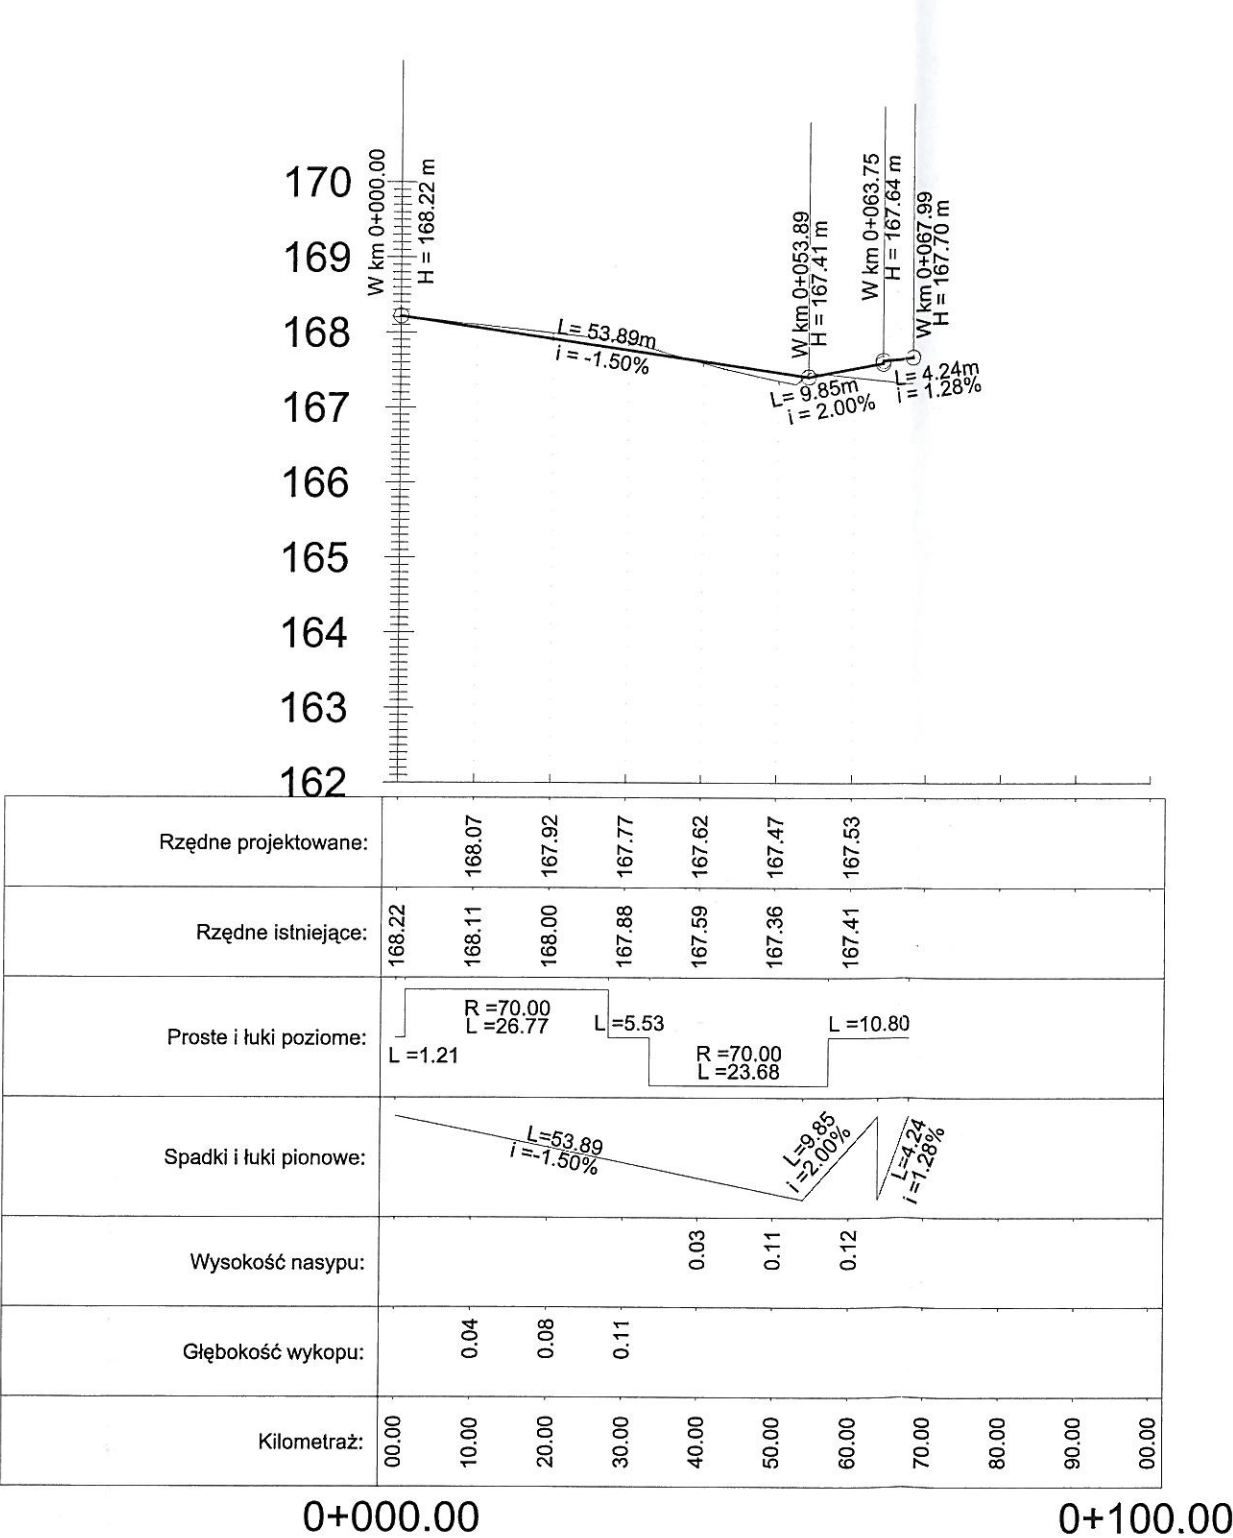 W km 0+000.00
H = 168.22 m
W km 0+053.89
H = 167.41 m
W km 0+063.75
H = 167.64 m
W km 0+067.99
H = 167.70 m
170
169
168
167
166
165
164
163
162
L= 53.89m
i = -1.50%
L= 9.85m
i = 2.00%
L= 4.24m
i = 1.28%
Rzędne projektowane: 168.07 167.92 167.77 167.62 167.47 167.53
Rzędne istniejące: 168.22 168.11 168.00 167.88 167.59 167.36 167.41
Proste i łuki poziome:
L =1.21
R =70.00
L =26.77
L =5.53
R =70.00
L =23.68
L =10.80
Spadki i łuki pionowe:
L=53.89
i =-1.50%
L=9.85
i =2.00%
L=4.24
i =1.28%
Wysokość nasypu: 0.03 0.11 0.12
Głębokość wykopu: 0.04 0.08 0.11
Kilometraż: 00.00 10.00 20.00 30.00 40.00 50.00 60.00 70.00 80.00 90.00 00.00
0+000.00 0+100.00